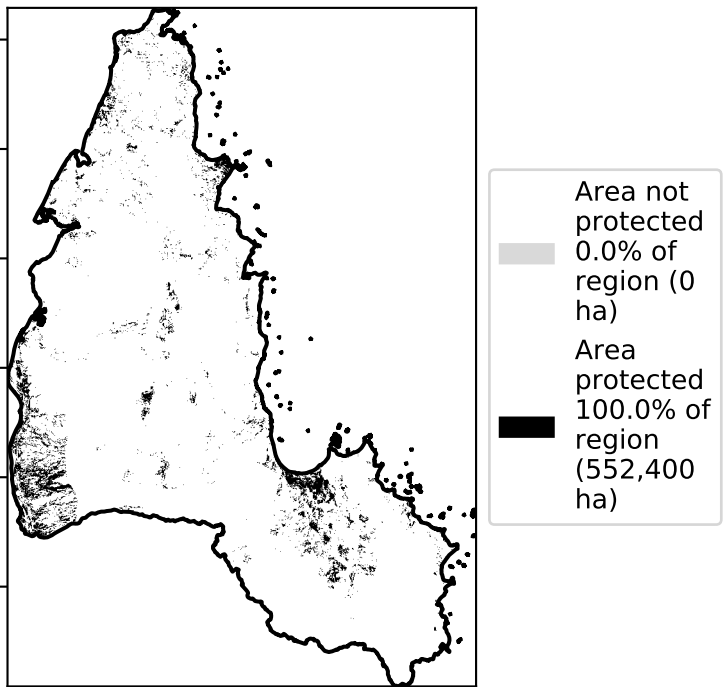 Area not
protected
0.0% of
region (0
ha)
Area
protected
100.0% of
region
(552,400
ha)